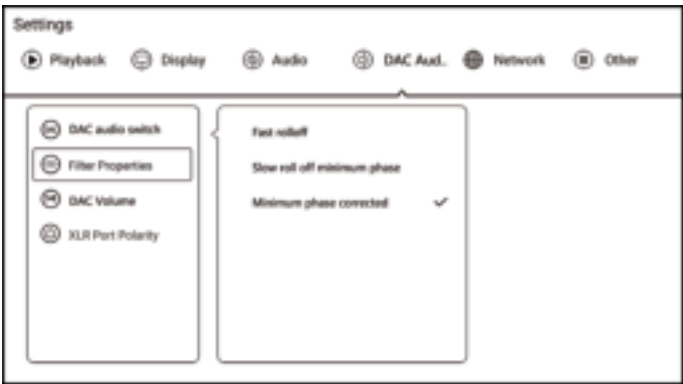 Settings
Playback Display Audio DAC Aud.. Network Other
DAC audio switch
Filter Properties
DAC Volume
XLR Port Polarity
Fast rolloff
Slow roll off minimum phase
Minimum phase corrected